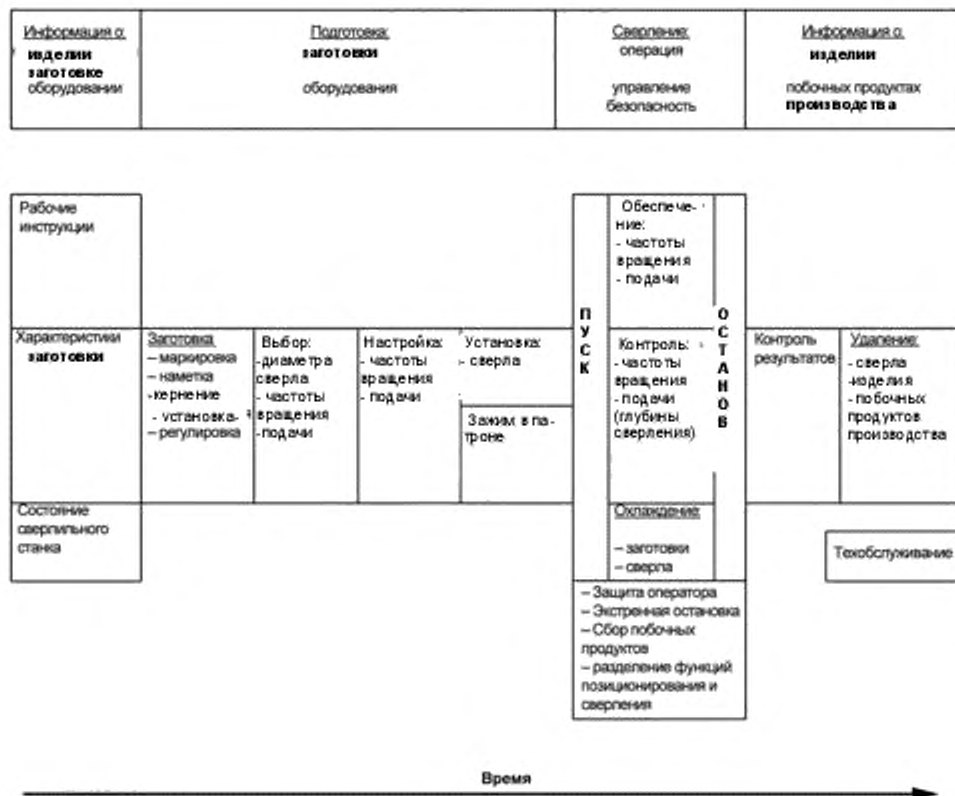 Информация о:
изделии
заготовке
оборудовании
Подготовка:
заготовки
оборудования
Сверление:
операция
управление
безопасность
Информация о:
изделии
побочных продуктах
производства
Рабочие
инструкции
Характеристики
заготовки
Состояние
сверлильного
станка
Заготовка:
– маркировка
– наметка
-кернение
- установка-
– регулировка
Выбор:
-диаметра
сверла
- частоты
вращения
-подачи
Настройка:
- частоты
вращения
- подачи
Установка:
- сверла
Зажим в па-
троне
ПУСК
Обеспече-
ние:
- частоты
вращения
- подачи
Контроль:
- частоты
вращения
- подачи
(глубины
сверления)
Охлаждение:
– заготовки
– сверла
ОСТАНОВ
– Защита оператора
– Экстренная остановка
– Сбор побочных
продуктов
– разделение функций
позиционирования и
сверления
Контроль
результатов
Удаление:
- сверла
-изделия
- побочных
продуктов
производства
Техобслуживание
Время